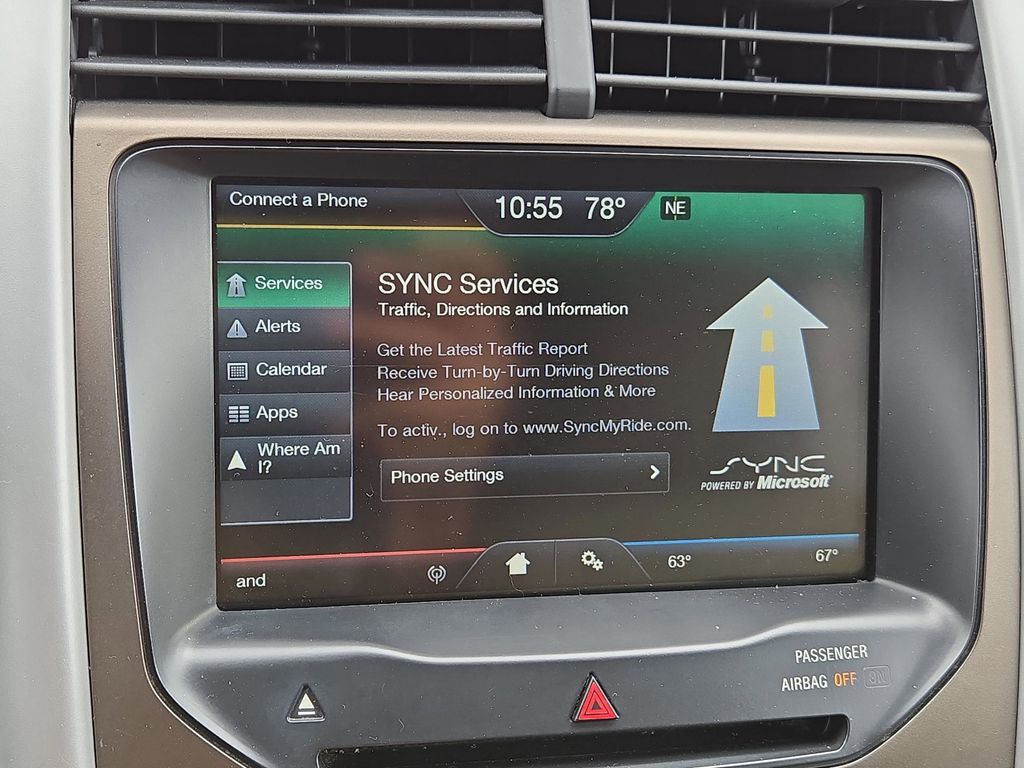 Connect a Phone
10:55 78°
NE
Services
Alerts
Calendar
Apps
Where Am
I?
SYNC Services
Traffic, Directions and Information
Get the Latest Traffic Report
Receive Turn-by-Turn Driving Directions
Hear Personalized Information & More
To activ., log on to www.SyncMyRide.com.
Phone Settings
SYNC
POWERED BY Microsoft®
and
63°
67°
PASSENGER
AIRBAG OFF ON